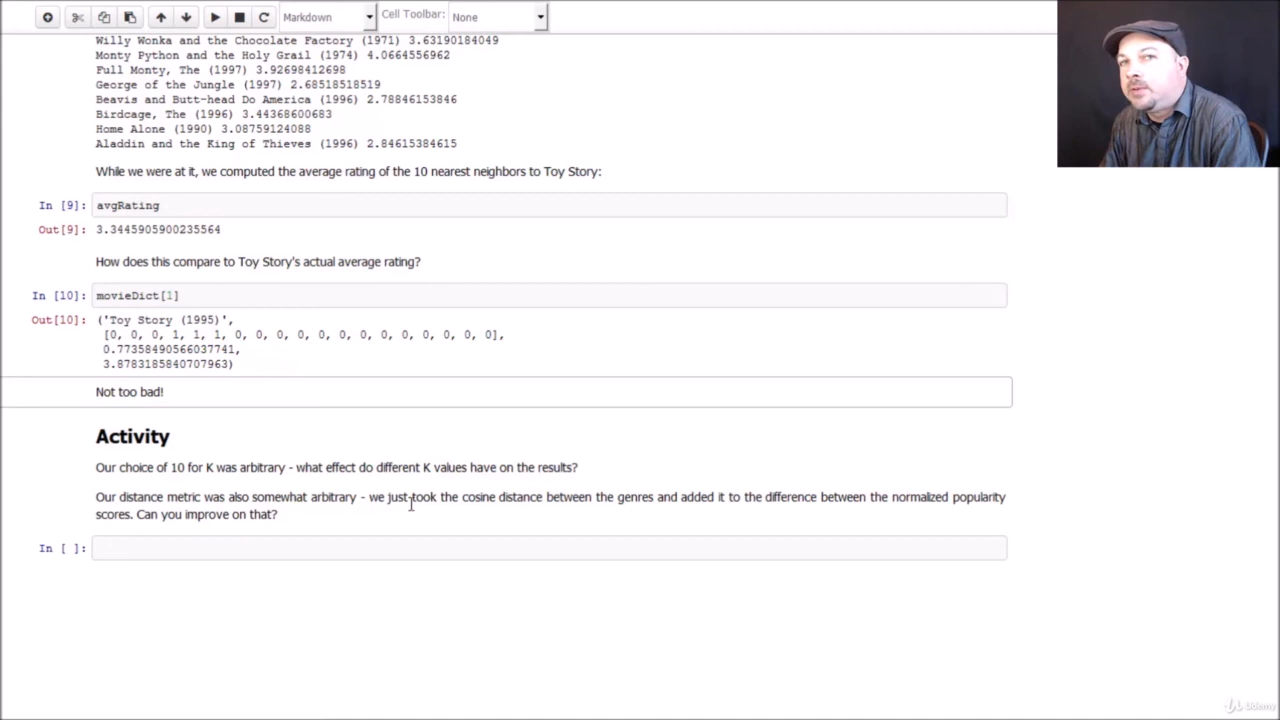 Markdown
Cell Toolbar:
None
Willy Wonka and the Chocolate Factory (1971) 3.63190184049
Monty Python and the Holy Grail (1974) 4.0664556962
Full Monty, The (1997) 3.92698412698
George of the Jungle (1997) 2.68518518519
Beavis and Butt-head Do America (1996) 2.78846153846
Birdcage, The (1996) 3.44368600683
Home Alone (1990) 3.08759124088
Aladdin and the King of Thieves (1996) 2.84615384615
While we were at it, we computed the average rating of the 10 nearest neighbors to Toy Story:
In [9]: avgRating
Out[9]: 3.3445905900235564
How does this compare to Toy Story's actual average rating?
In [10]: movieDict[1]
Out[10]: ('Toy Story (1995)',
[0, 0, 0, 1, 1, 1, 0, 0, 0, 0, 0, 0, 0, 0, 0, 0, 0, 0, 0],
0.77358490566037741,
3.8783185840707963)
Not too bad!
Activity
Our choice of 10 for K was arbitrary - what effect do different K values have on the results?
Our distance metric was also somewhat arbitrary - we just took the cosine distance between the genres and added it to the difference between the normalized popularity
scores. Can you improve on that?
In [ ]:
Udemy